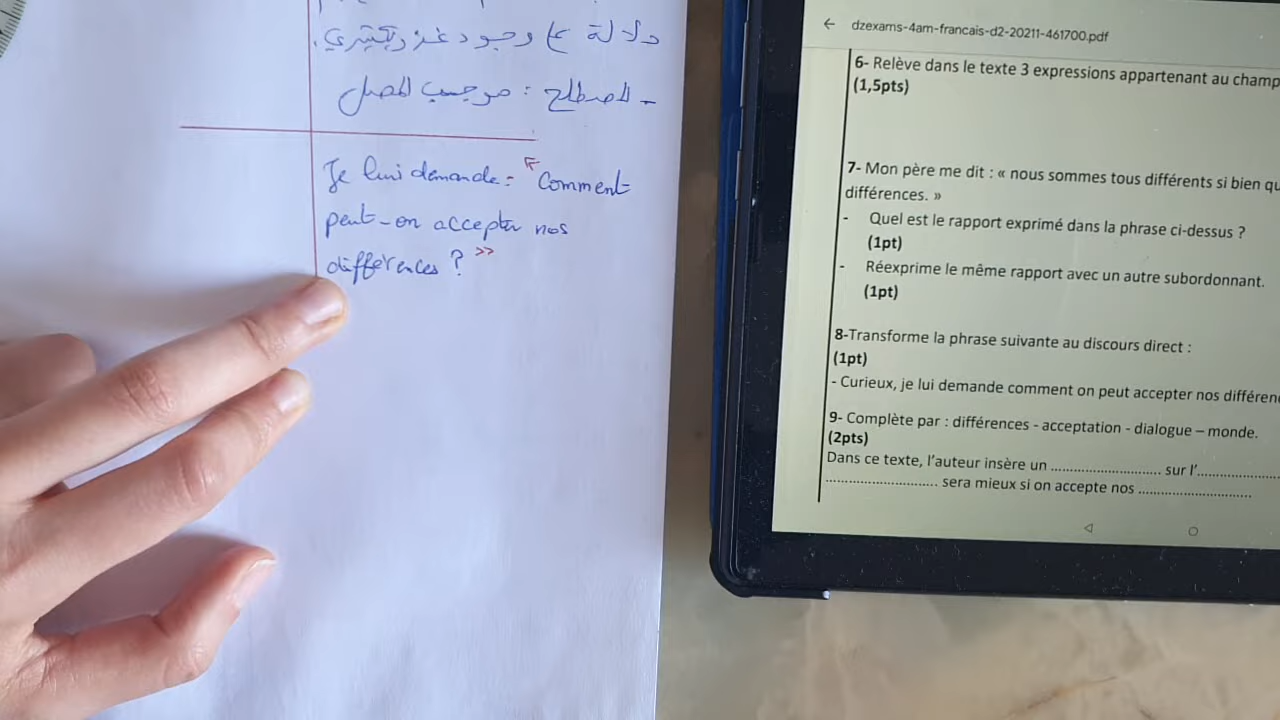 دلالة على وجود غزو بكتيري.
- المصطلح : موجب المصل
Je lui demande : «Comment
peut-on accepter nos
différences ? »
dzexams-4am-francais-d2-20211-461700.pdf
6- Relève dans le texte 3 expressions appartenant au champ
(1,5pts)
7- Mon père me dit : « nous sommes tous différents si bien qu
différences. »
- Quel est le rapport exprimé dans la phrase ci-dessus ?
(1pt)
- Réexprime le même rapport avec un autre subordonnant.
(1pt)
8-Transforme la phrase suivante au discours direct :
(1pt)
- Curieux, je lui demande comment on peut accepter nos différen
9- Complète par : différences - acceptation - dialogue – monde.
(2pts)
Dans ce texte, l'auteur insère un ............................ sur l'.....................
............................ sera mieux si on accepte nos ............................